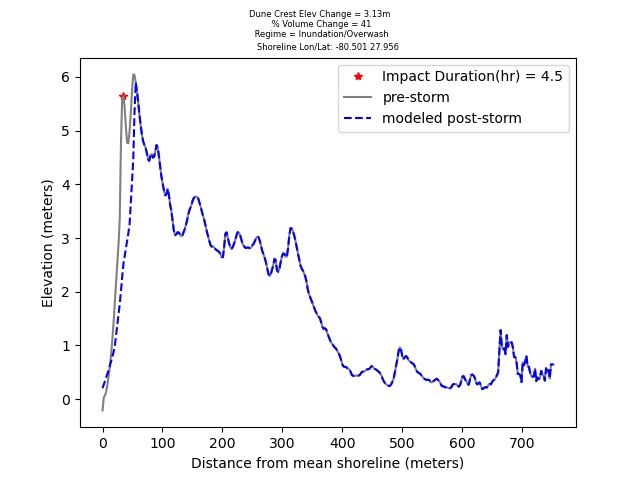 Dune Crest Elev Change = 3.13m
% Volume Change = 41
Regime = Inundation/Overwash
Shoreline Lon/Lat: -80.501 27.956
Impact Duration(hr) = 4.5
pre-storm
modeled post-storm
Elevation (meters)
6
5
4
3
2
1
0
0 100 200 300 400 500 600 700
Distance from mean shoreline (meters)